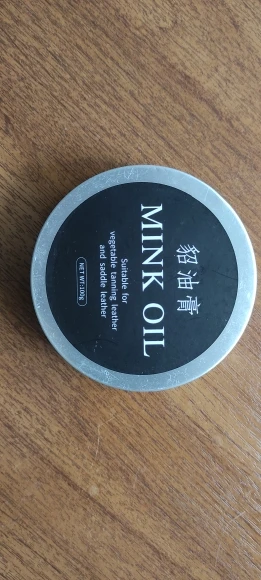 貂油膏
MINK OIL
Suitable for
vegetable tanning leather
and saddle leather
NET WT:100g